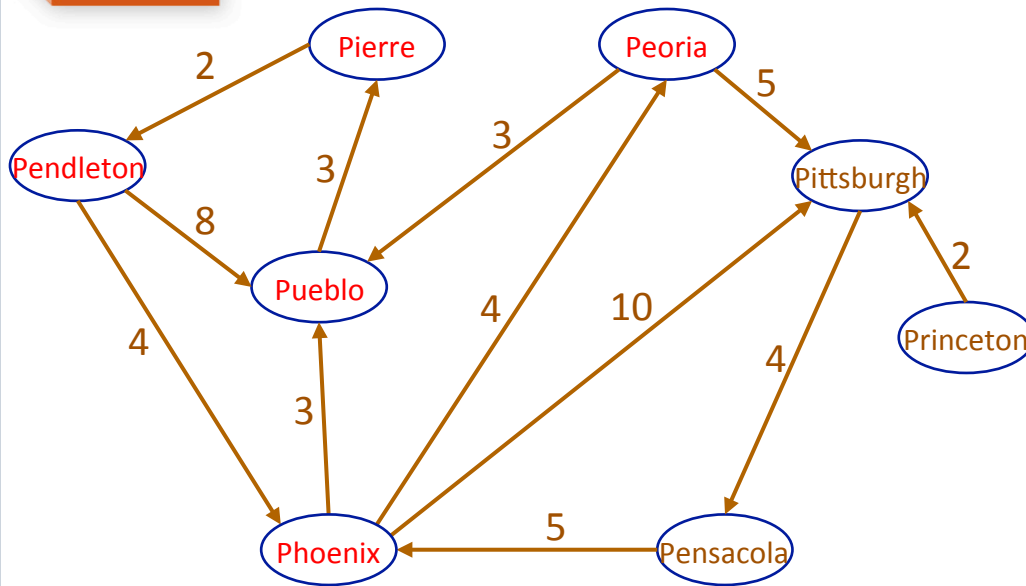 Pierre
Peoria
2
5
3
Pendleton
3
Pittsburgh
8
Pueblo
2
4
4
10
Princeton
4
3
5
Phoenix
Pensacola